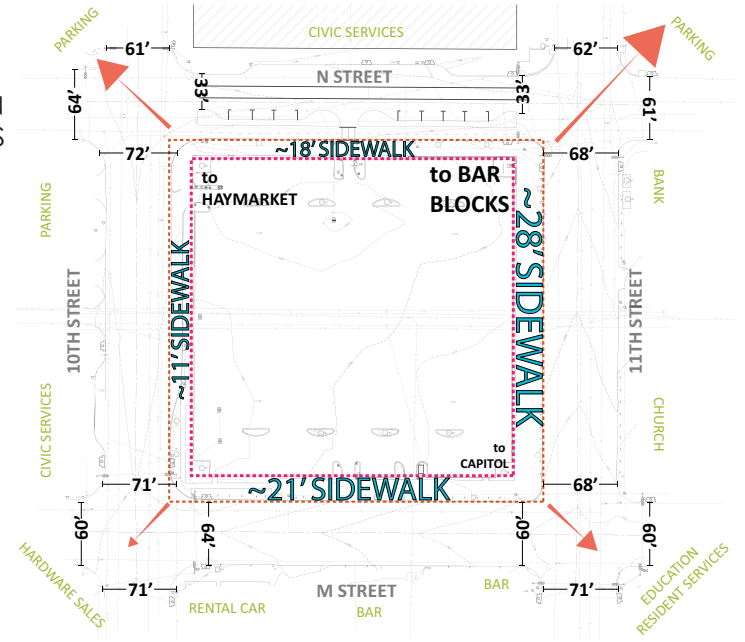 PARKING
CIVIC SERVICES
PARKING
61’
62’
N STREET
33’
33’
64’
61’
72’
~18’ SIDEWALK
68’
to
HAYMARKET
to BAR
BLOCKS
BANK
PARKING
~28’ SIDEWALK
~11’ SIDEWALK
10TH STREET
11TH STREET
CIVIC SERVICES
CHURCH
to
CAPITOL
71’
~21’ SIDEWALK
68’
60’
64’
60’
60’
HARDWARE SALES
71’
M STREET
71’
RENTAL CAR
BAR
BAR
EDUCATION
RESIDENT SERVICES